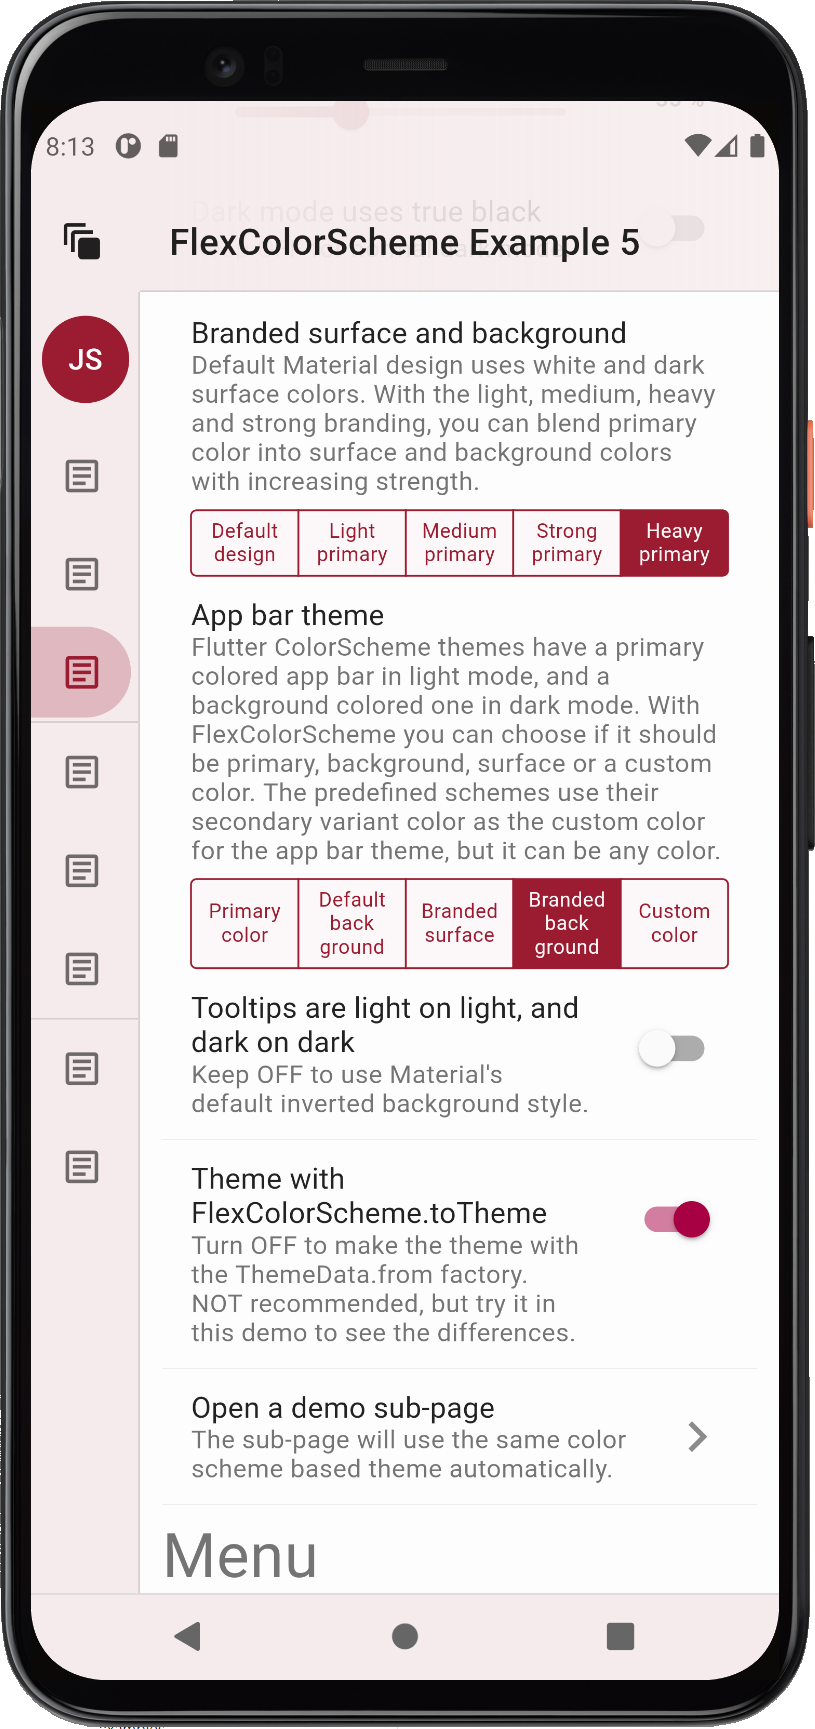 8:13
Dark mode uses true black
FlexColorScheme Example 5
JS
Branded surface and background
Default Material design uses white and dark
surface colors. With the light, medium, heavy
and strong branding, you can blend primary
color into surface and background colors
with increasing strength.
Default
design
Light
primary
Medium
primary
Strong
primary
Heavy
primary
App bar theme
Flutter ColorScheme themes have a primary
colored app bar in light mode, and a
background colored one in dark mode. With
FlexColorScheme you can choose if it should
be primary, background, surface or a custom
color. The predefined schemes use their
secondary variant color as the custom color
for the app bar theme, but it can be any color.
Primary
color
Default
back
ground
Branded
surface
Branded
back
ground
Custom
color
Tooltips are light on light, and
dark on dark
Keep OFF to use Material's
default inverted background style.
Theme with
FlexColorScheme.toTheme
Turn OFF to make the theme with
the ThemeData.from factory.
NOT recommended, but try it in
this demo to see the differences.
Open a demo sub-page
The sub-page will use the same color
scheme based theme automatically.
Menu